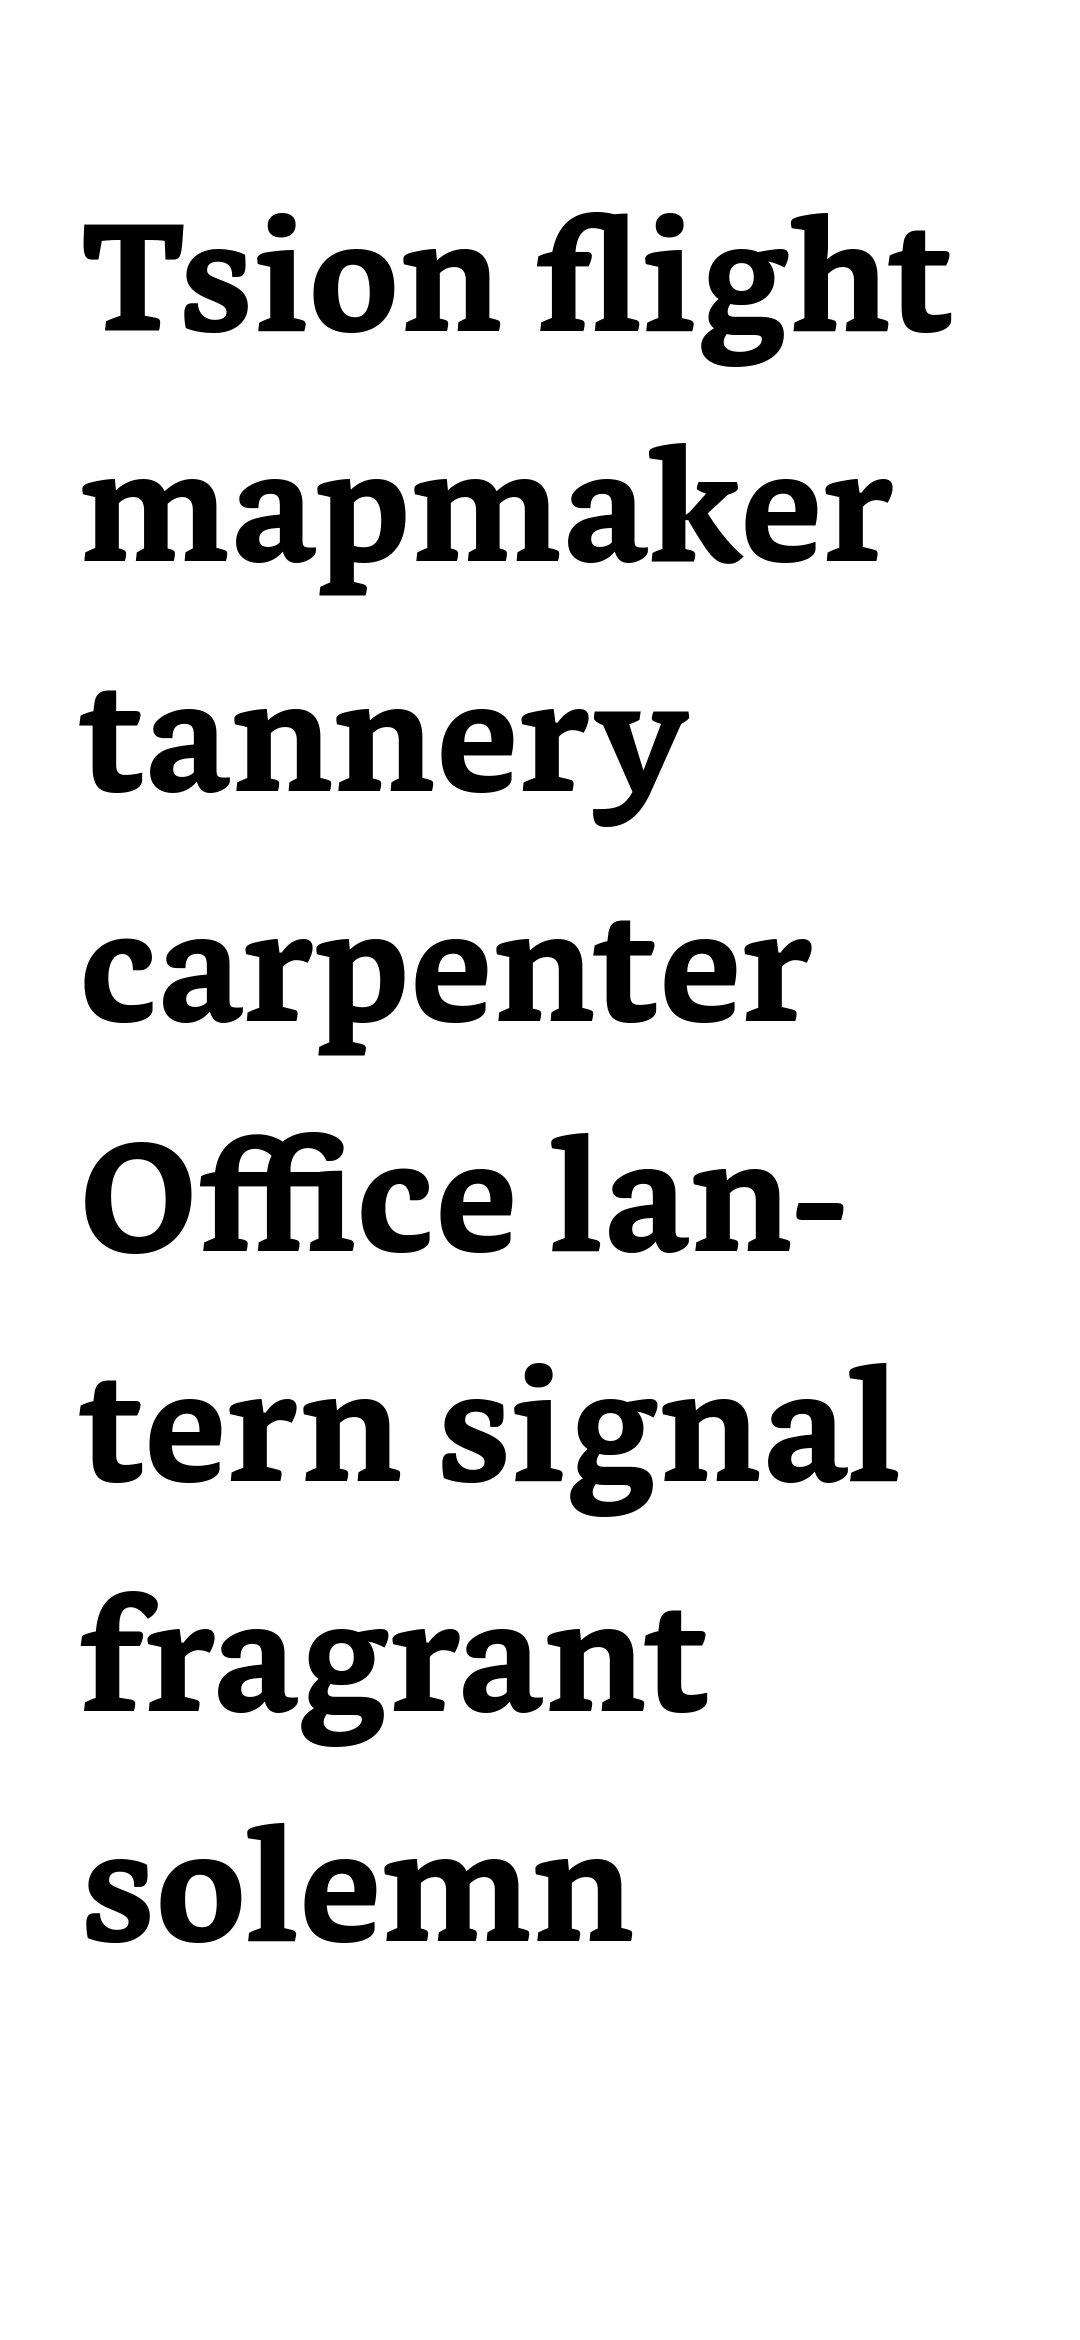 Tsion flight
mapmaker
tannery
carpenter
Office lan-
tern signal
fragrant
solemn